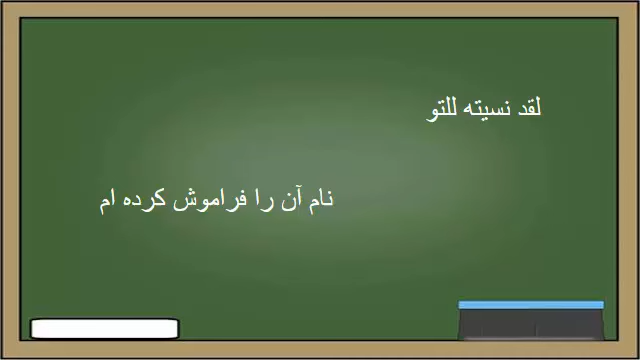 لقد نسيته للتو
نام آن را فراموش کرده ام